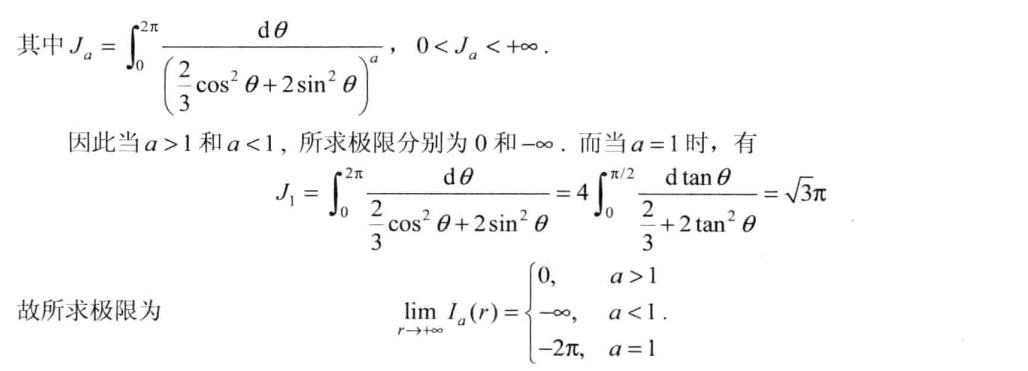 其中 $J_a = \int_0^{2\pi} \frac{\mathrm{d}\theta}{\left(\frac{2}{3}\cos^2\theta + 2\sin^2\theta\right)^a}$，$0 < J_a < +\infty$．
因此当 $a>1$ 和 $a<1$，所求极限分别为 0 和 $-\infty$．而当 $a=1$ 时，有
$J_1 = \int_0^{2\pi} \frac{\mathrm{d}\theta}{\frac{2}{3}\cos^2\theta + 2\sin^2\theta} = 4\int_0^{\pi/2} \frac{\mathrm{d}\tan\theta}{\frac{2}{3} + 2\tan^2\theta} = \sqrt{3}\pi$
故所求极限为 $\lim_{r\to+\infty} I_a(r) = \begin{cases} 0, & a>1 \\ -\infty, & a<1 \\ -2\pi, & a=1 \end{cases}$．